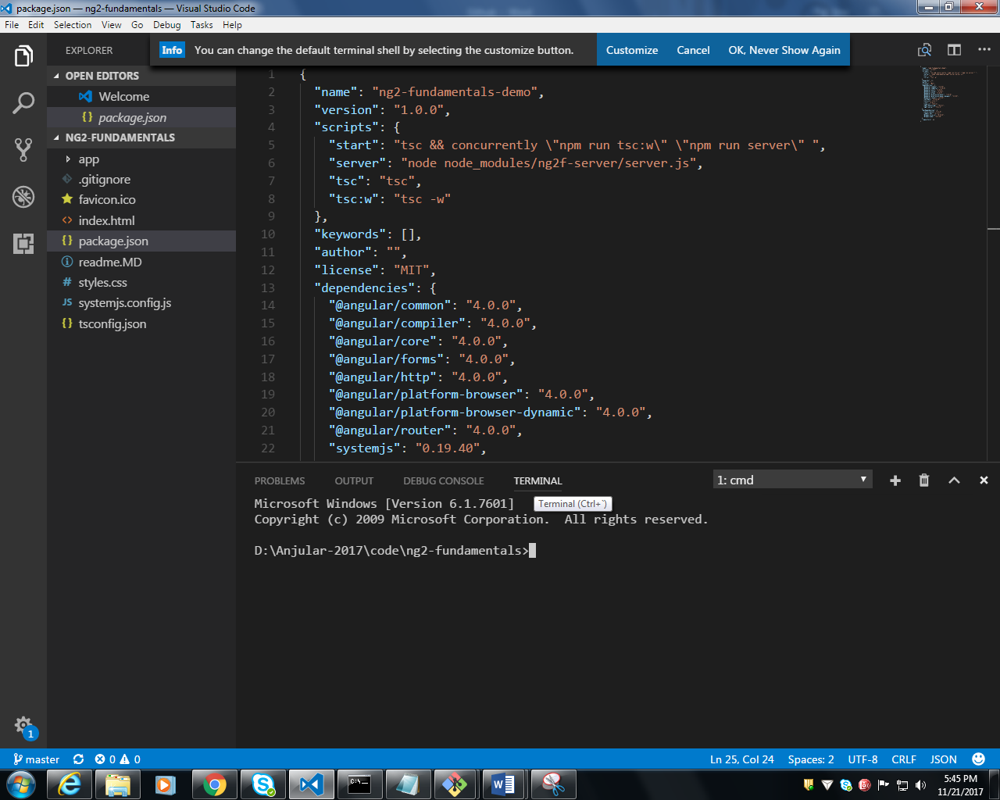 package.json — ng2-fundamentals — Visual Studio Code
File Edit Selection View Go Debug Tasks Help
EXPLORER
Info You can change the default terminal shell by selecting the customize button. Customize Cancel OK, Never Show Again
OPEN EDITORS
Welcome
{} package.json
NG2-FUNDAMENTALS
app
.gitignore
favicon.ico
<> index.html
{} package.json
readme.MD
# styles.css
JS systemjs.config.js
{} tsconfig.json
1
1 {
2 "name": "ng2-fundamentals-demo",
3 "version": "1.0.0",
4 "scripts": {
5 "start": "tsc && concurrently \"npm run tsc:w\" \"npm run server\" ",
6 "server": "node node_modules/ng2f-server/server.js",
7 "tsc": "tsc",
8 "tsc:w": "tsc -w"
9 },
10 "keywords": [],
11 "author": "",
12 "license": "MIT",
13 "dependencies": {
14 "@angular/common": "4.0.0",
15 "@angular/compiler": "4.0.0",
16 "@angular/core": "4.0.0",
17 "@angular/forms": "4.0.0",
18 "@angular/http": "4.0.0",
19 "@angular/platform-browser": "4.0.0",
20 "@angular/platform-browser-dynamic": "4.0.0",
21 "@angular/router": "4.0.0",
22 "systemjs": "0.19.40",
PROBLEMS OUTPUT DEBUG CONSOLE TERMINAL 1: cmd
Terminal (Ctrl+`)
Microsoft Windows [Version 6.1.7601]
Copyright (c) 2009 Microsoft Corporation.  All rights reserved.
D:\Anjular-2017\code\ng2-fundamentals>
master 0 0 Ln 25, Col 24 Spaces: 2 UTF-8 CRLF JSON
5:45 PM
11/21/2017